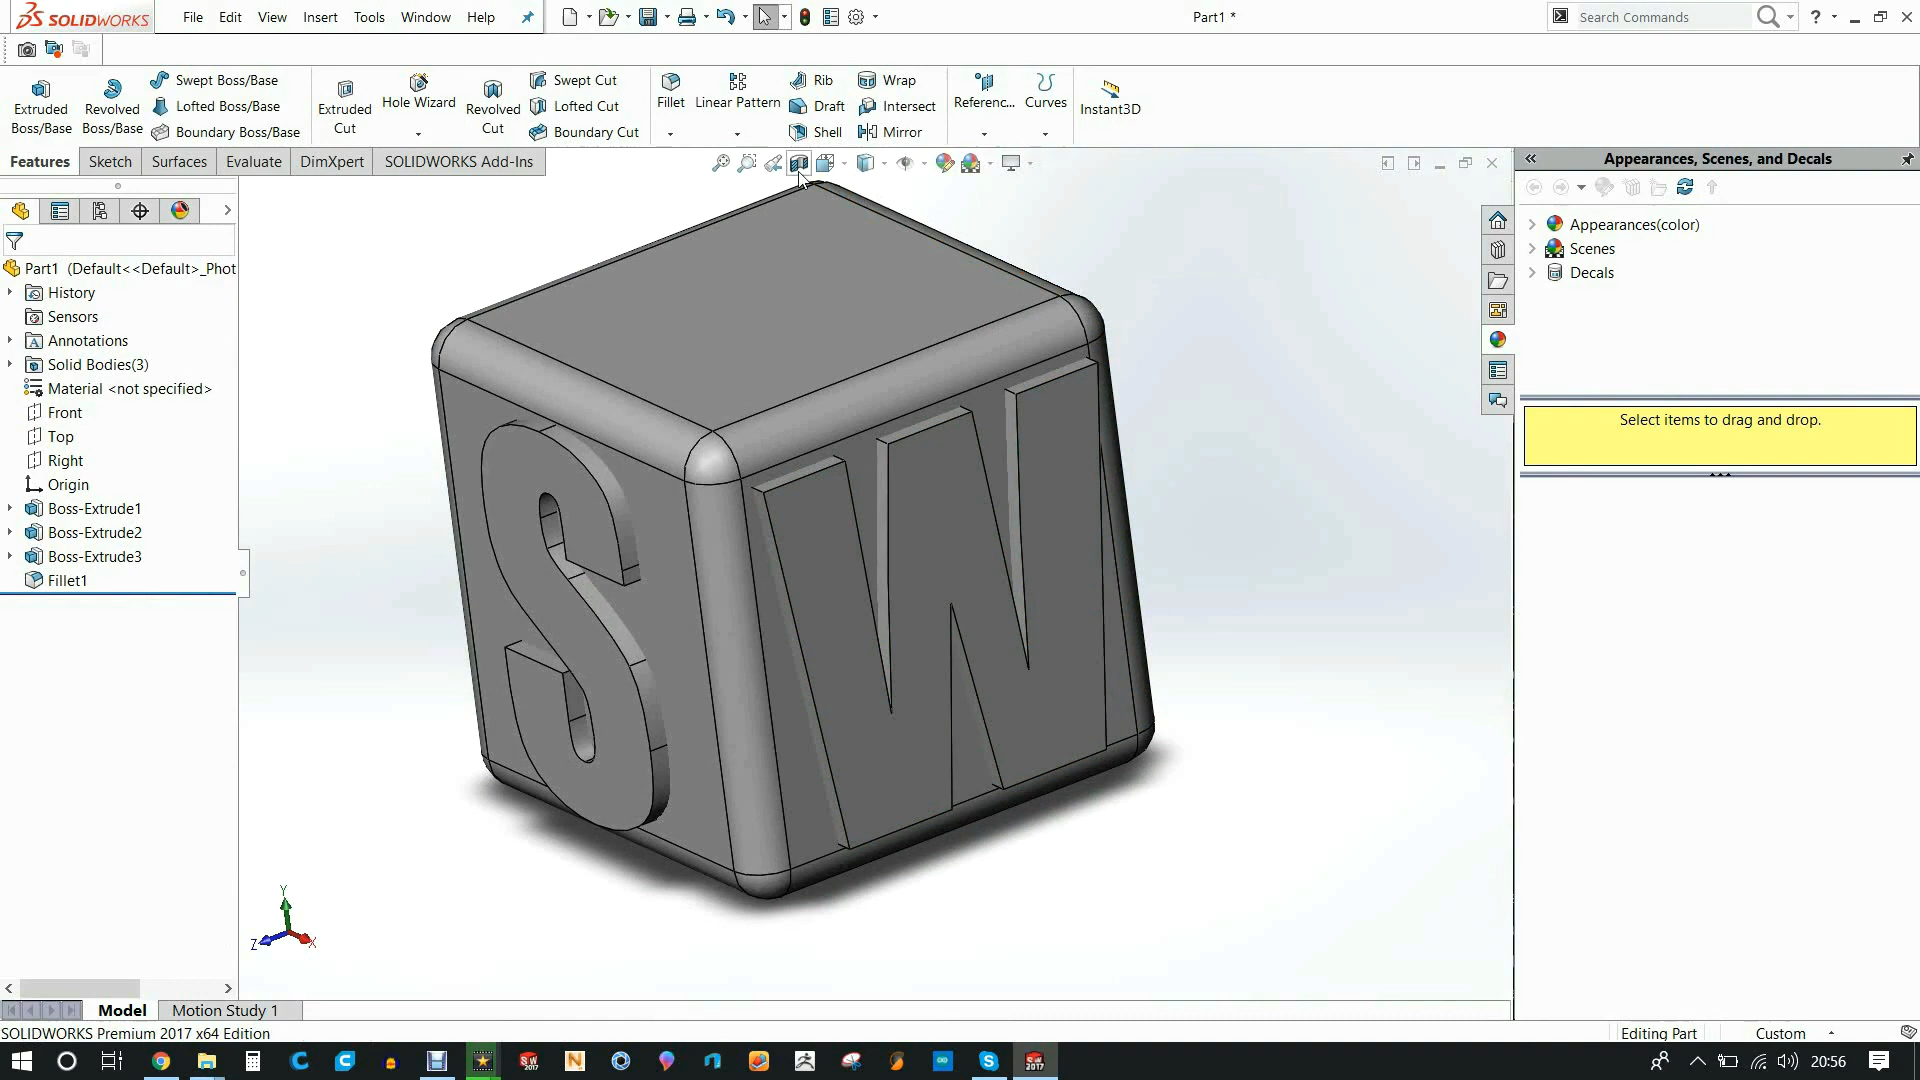 SOLIDWORKS File Edit View Insert Tools Window Help Part1 * Search Commands ?
Extruded Boss/Base Revolved Boss/Base Swept Boss/Base Extruded Cut Hole Wizard Revolved Cut Swept Cut Fillet Linear Pattern Rib Wrap Referenc... Curves Instant3D
Lofted Boss/Base Lofted Cut Draft Intersect
Boundary Boss/Base Boundary Cut Shell Mirror
Features Sketch Surfaces Evaluate DimXpert SOLIDWORKS Add-Ins
Appearances, Scenes, and Decals
Part1 (Default<<Default>_Phot
History
Sensors
Annotations
Solid Bodies(3)
Material <not specified>
Front
Top
Right
Origin
Boss-Extrude1
Boss-Extrude2
Boss-Extrude3
Fillet1
Appearances(color)
Scenes
Decals
Select items to drag and drop.
S W
Y
Z X
Model Motion Study 1
SOLIDWORKS Premium 2017 x64 Edition Editing Part Custom
20:56